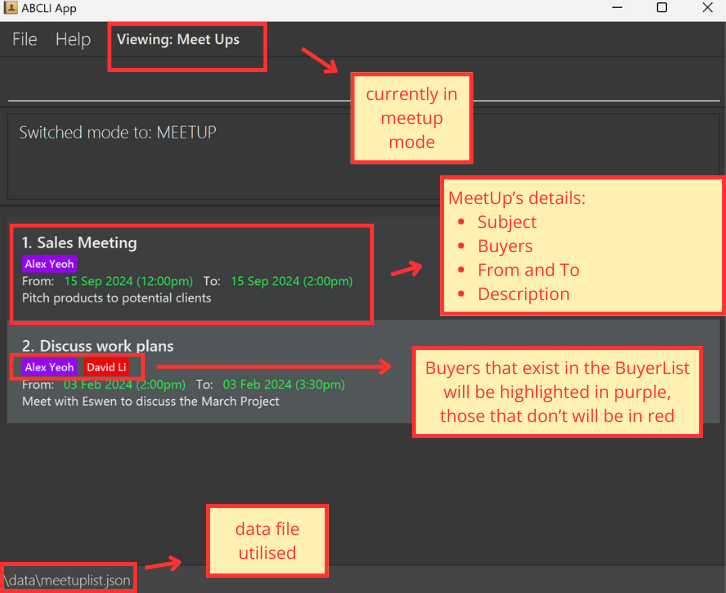 ABCLI App
File Help Viewing: Meet Ups
currently in
meetup
mode
Switched mode to: MEETUP
MeetUp's details:
• Subject
• Buyers
• From and To
• Description
1. Sales Meeting
Alex Yeoh
From: 15 Sep 2024 (12:00pm) To: 15 Sep 2024 (2:00pm)
Pitch products to potential clients
2. Discuss work plans
Alex Yeoh David Li
From: 03 Feb 2024 (2:00pm) To: 03 Feb 2024 (3:30pm)
Meet with Eswen to discuss the March Project
Buyers that exist in the BuyerList
will be highlighted in purple,
those that don't will be in red
data file
utilised
\data\meetuplist.json